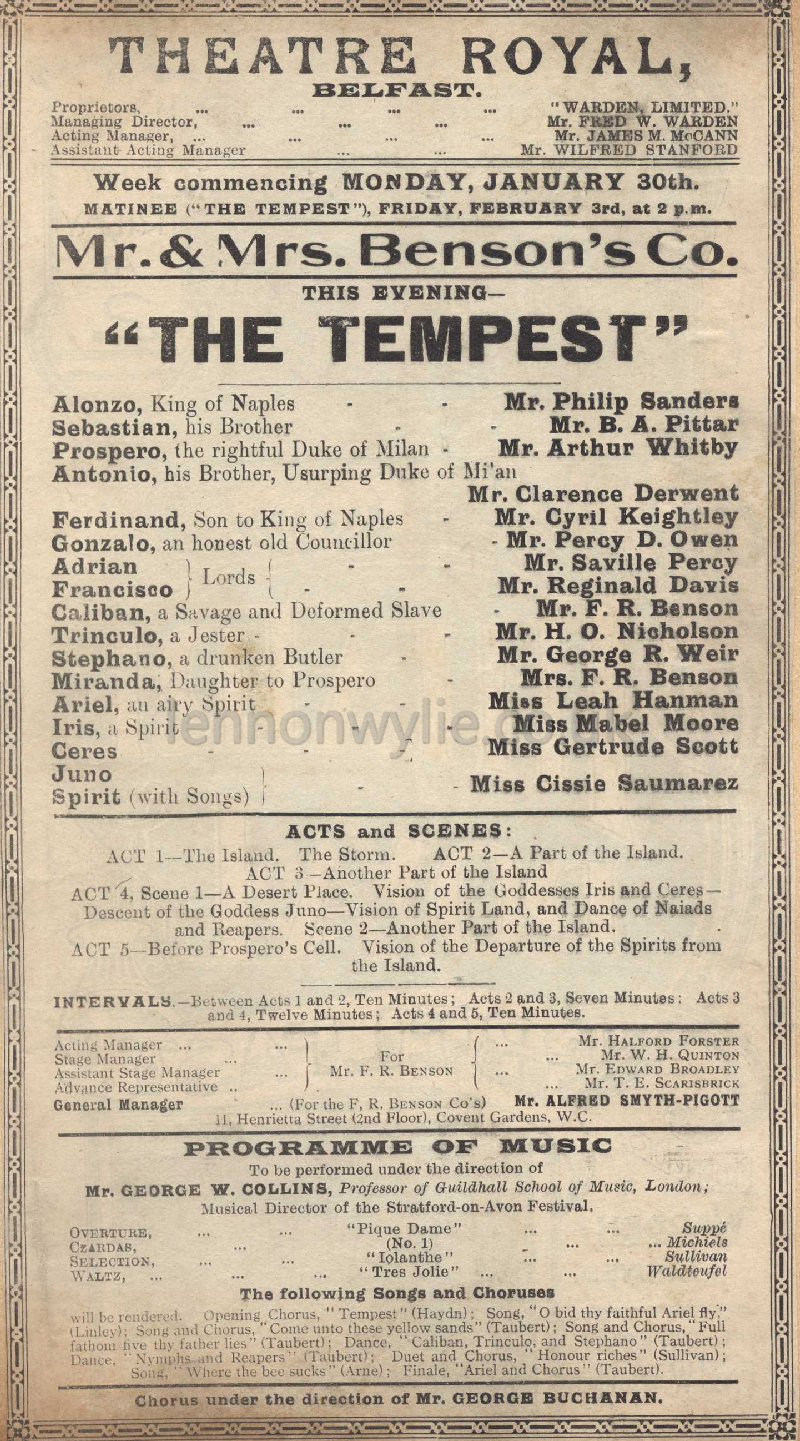 THEATRE ROYAL,
BELFAST.
Proprietors, ... ... ... ... "WARDEN, LIMITED."
Managing Director, ... ... ... Mr. FRED W. WARDEN
Acting Manager, ... ... ... ... Mr. JAMES M. McCANN
Assistant Acting Manager ... ... Mr. WILFRED STANFORD
Week commencing MONDAY, JANUARY 30th.
MATINEE ("THE TEMPEST"), FRIDAY, FEBRUARY 3rd, at 2 p.m.
Mr. & Mrs. Benson's Co.
THIS EVENING—
"THE TEMPEST"
Alonzo, King of Naples - - Mr. Philip Sanders
Sebastian, his Brother - - Mr. B. A. Pittar
Prospero, the rightful Duke of Milan - Mr. Arthur Whitby
Antonio, his Brother, Usurping Duke of Mi'an
Mr. Clarence Derwent
Ferdinand, Son to King of Naples - Mr. Cyril Keightley
Gonzalo, an honest old Councillor - Mr. Percy D. Owen
Adrian } Lords { - - Mr. Saville Percy
Francisco } Lords { - - Mr. Reginald Davis
Caliban, a Savage and Deformed Slave - Mr. F. R. Benson
Trinculo, a Jester - - - Mr. H. O. Nicholson
Stephano, a drunken Butler - Mr. George R. Weir
Miranda, Daughter to Prospero - Mrs. F. R. Benson
Ariel, an airy Spirit - - Miss Leah Hanman
Iris, a Spirit - - - Miss Mabel Moore
lennonwylie.co
Ceres - - - Miss Gertrude Scott
Juno
Spirit (with Songs) } - - Miss Cissie Saumarez
ACTS and SCENES:
ACT 1—The Island. The Storm. ACT 2—A Part of the Island.
ACT 3—Another Part of the Island
ACT 4, Scene 1—A Desert Place. Vision of the Goddesses Iris and Ceres—
Descent of the Goddess Juno—Vision of Spirit Land, and Dance of Naiads
and Reapers. Scene 2—Another Part of the Island.
ACT 5—Before Prospero's Cell. Vision of the Departure of the Spirits from
the Island.
INTERVALS.—Between Acts 1 and 2, Ten Minutes; Acts 2 and 3, Seven Minutes; Acts 3
and 4, Twelve Minutes; Acts 4 and 5, Ten Minutes.
Acting Manager ... ... ... Mr. HALFORD FORSTER
Stage Manager ... For ... Mr. W. H. QUINTON
Assistant Stage Manager ... Mr. F. R. BENSON ... Mr. EDWARD BROADLEY
Advance Representative .. ... Mr. T. E. SCARISBRICK
General Manager ... (For the F, R. BENSON Co's) Mr. ALFRED SMYTH-PIGOTT
11, Henrietta Street (2nd Floor), Covent Gardens, W.C.
PROGRAMME OF MUSIC
To be performed under the direction of
Mr. GEORGE W. COLLINS, Professor of Guildhall School of Music, London;
Musical Director of the Stratford-on-Avon Festival.
OVERTURE, ... ... "Pique Dame" ... ... Suppé
CZARDAS, ... (No. 1) ... ... Michiels
SELECTION, ... ... "Iolanthe" ... ... Sullivan
WALTZ, ... ... ... "Tres Jolie" ... ... Waldteufel
The following Songs and Choruses
will be rendered. Opening Chorus, "Tempest" (Haydn); Song, "O bid thy faithful Ariel fly,"
(Linley); Song and Chorus, "Come unto these yellow sands" (Taubert); Song and Chorus, "Full
fathom five thy father lies" (Taubert); Dance, "Caliban, Trinculo, and Stephano" (Taubert);
Dance, "Nymphs and Reapers" (Taubert); Duet and Chorus, "Honour riches" (Sullivan);
Song, "Where the bee sucks" (Arne); Finale, "Ariel and Chorus" (Taubert).
Chorus under the direction of Mr. GEORGE BUCHANAN.